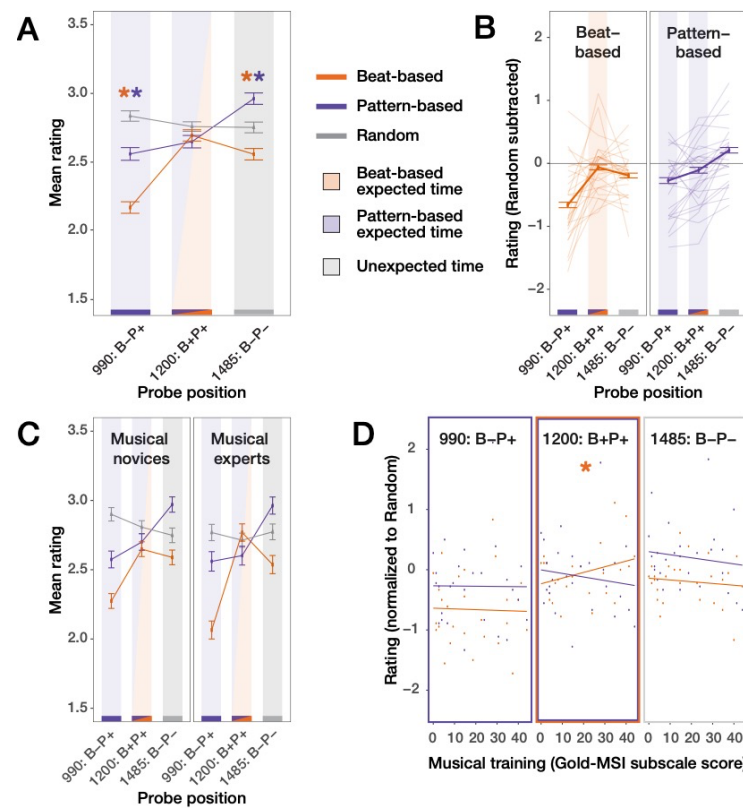 A
3.5
3.0
2.5
2.0
1.5
Mean rating
**
**
990: B-P+
1200: B+P+
1485: B-P-
Probe position
Beat-based
Pattern-based
Random
Beat-based
expected time
Pattern-based
expected time
Unexpected time
B
Beat–
based
Pattern–
based
2
1
0
−1
−2
Rating (Random subtracted)
990: B-P+
1200: B+P+
1485: B-P-
990: B-P+
1200: B+P+
1485: B-P-
Probe position
C
Musical
novices
Musical
experts
3.5
3.0
2.5
2.0
1.5
Mean rating
990: B-P+
1200: B+P+
1485: B-P-
990: B-P+
1200: B+P+
1485: B-P-
Probe position
D
990: B-P+
1200: B+P+
1485: B-P-
*
2
1
0
−1
−2
Rating (normalized to Random)
0 10 20 30 40
0 10 20 30 40
0 10 20 30 40
Musical training (Gold-MSI subscale score)